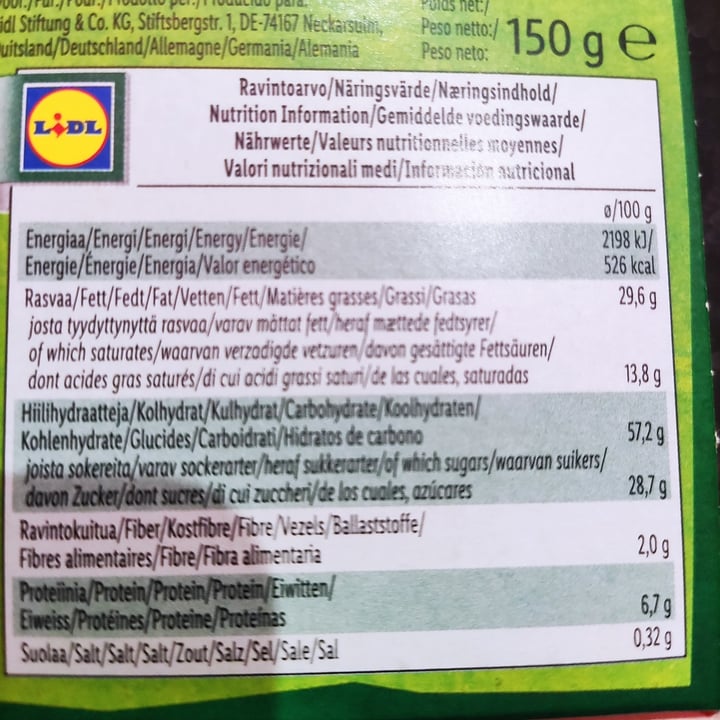 idl Stiftung & Co. KG, Stiftsbergstr. 1, DE-74167 Neckarsulm,
uitsland/Deutschland/Allemagne/Germania/Alemania
Poids net:/
Peso netto:/
Peso neto:
150 g e
LIDL
Ravintoarvo/Näringsvärde/Næringsindhold/
Nutrition Information/Gemiddelde voedingswaarde/
Nährwerte/Valeurs nutritionnelles moyennes/
Valori nutrizionali medi/Información nutricional
ø/100 g
Energiaa/Energi/Energi/Energy/Energie/
Energie/Énergie/Energia/Valor energético
2198 kJ/
526 kcal
Rasvaa/Fett/Fedt/Fat/Vetten/Fett/Matières grasses/Grassi/Grasas
29,6 g
josta tyydyttynyttä rasvaa/varav mättat fett/heraf mættede fedtsyrer/
of which saturates/waarvan verzadigde vetzuren/davon gesättigte Fettsäuren/
dont acides gras saturés/di cui acidi grassi saturi/de las cuales, saturadas
13,8 g
Hiilihydraatteja/Kolhydrat/Kulhydrat/Carbohydrate/Koolhydraten/
Kohlenhydrate/Glucides/Carboidrati/Hidratos de carbono
57,2 g
joista sokereita/varav sockerarter/heraf sukkerarter/of which sugars/waarvan suikers/
davon Zucker/dont sucres/di cui zuccheri/de los cuales, azúcares
28,7 g
Ravintokuitua/Fiber/Kostfibre/Fibre/Vezels/Ballaststoffe/
Fibres alimentaires/Fibre/Fibra alimentaria
2,0 g
Proteiinia/Protein/Protein/Protein/Eiwitten/
Eiweiss/Protéines/Proteine/Proteínas
6,7 g
Suolaa/Salt/Salt/Salt/Zout/Salz/Sel/Sale/Sal
0,32 g